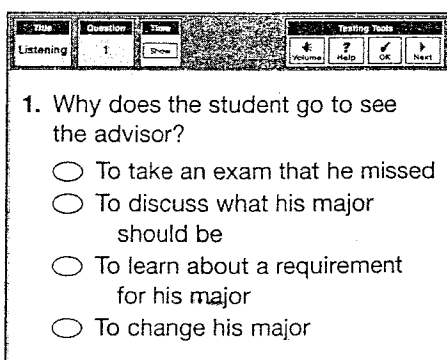 Title Question Time Testing Tools
Listening 1 Show Volume Help OK Next
1. Why does the student go to see
the advisor?
To take an exam that he missed
To discuss what his major
should be
To learn about a requirement
for his major
To change his major